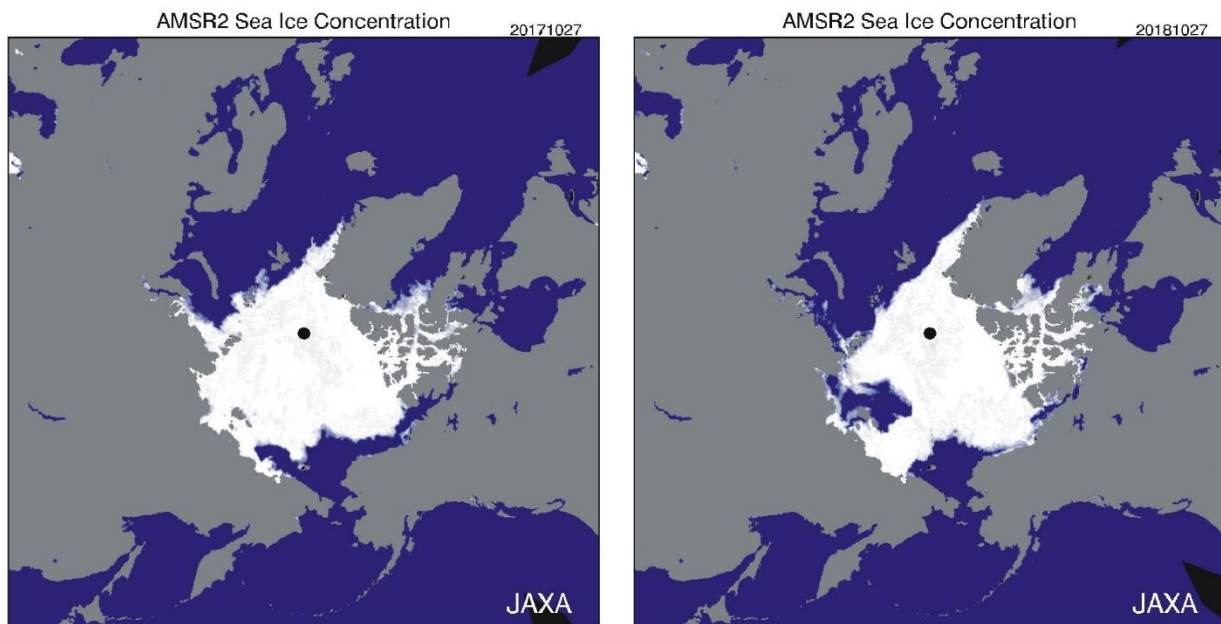 AMSR2 Sea Ice Concentration
20171027
JAXA
AMSR2 Sea Ice Concentration
20181027
JAXA